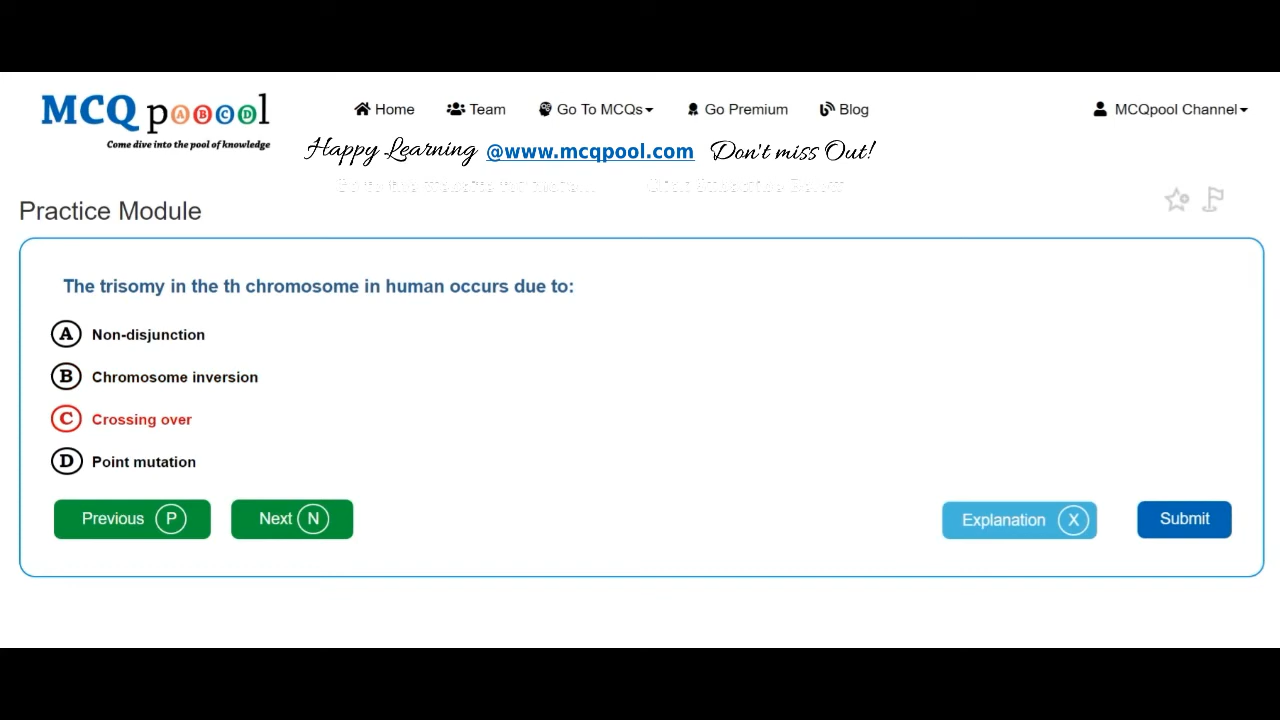 MCQ pooool
Come dive into the pool of knowledge
Home Team Go To MCQs Go Premium Blog MCQpool Channel
Happy Learning @www.mcqpool.com Don't miss Out!
Practice Module
The trisomy in the th chromosome in human occurs due to:
A Non-disjunction
B Chromosome inversion
C Crossing over
D Point mutation
Previous P Next N Explanation X Submit